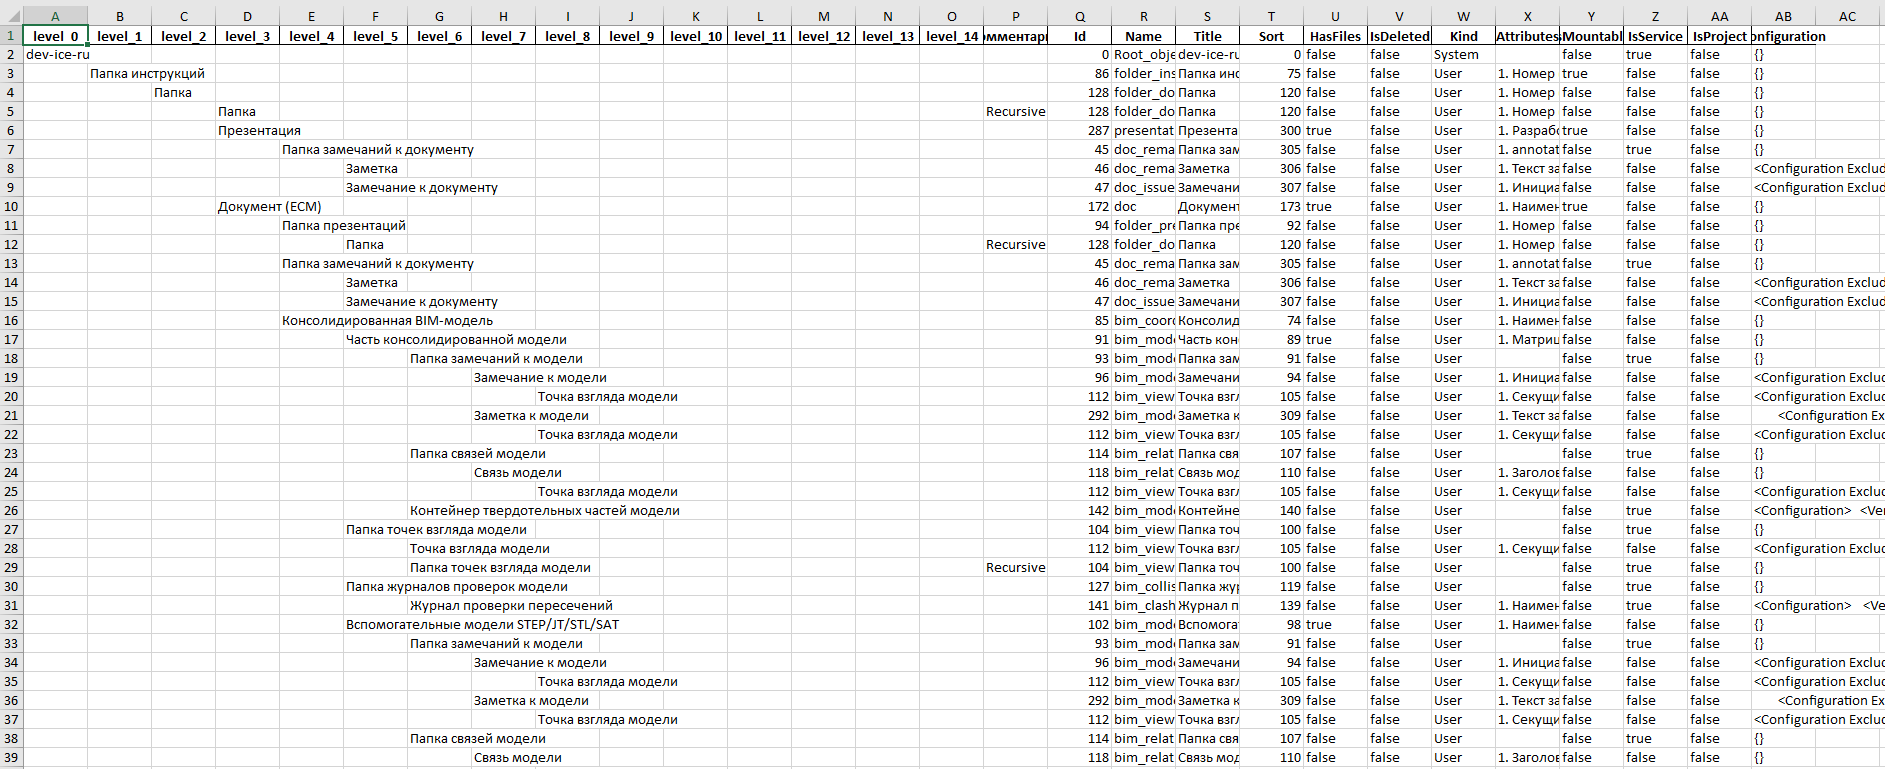 A B C D E F G H I J K L M N O P Q R S T U V W X Y Z AA AB AC
1 level_0 level_1 level_2 level_3 level_4 level_5 level_6 level_7 level_8 level_9 level_10 level_11 level_12 level_13 level_14 омментар Id Name Title Sort HasFiles IsDeleted Kind Attributes Mountabl IsService IsProject onfiguration
2 dev-ice-ru 0 Root_obje dev-ice-ru 0 false false System false true false {}
3 Папка инструкций 86 folder_ins Папка инс 75 false false User 1. Номер true false false {}
4 Папка 128 folder_do Папка 120 false false User 1. Номер false false false {}
5 Папка Recursive 128 folder_do Папка 120 false false User 1. Номер false false false {}
6 Презентация 287 presentat Презента 300 true false User 1. Разрабо true false false {}
7 Папка замечаний к документу 45 doc_rema Папка зам 305 false false User 1. annotat false true false {}
8 Заметка 46 doc_rema Заметка 306 false false User 1. Текст за false false false <Configuration Exclud
9 Замечание к документу 47 doc_issue Замечани 307 false false User 1. Инициа false false false <Configuration Exclud
10 Документ (ECM) 172 doc Документ 173 true false User 1. Наимен true false false {}
11 Папка презентаций 94 folder_pre Папка пре 92 false false User 1. Номер false false false {}
12 Папка Recursive 128 folder_do Папка 120 false false User 1. Номер false false false {}
13 Папка замечаний к документу 45 doc_rema Папка зам 305 false false User 1. annotat false true false {}
14 Заметка 46 doc_rema Заметка 306 false false User 1. Текст за false false false <Configuration Exclud
15 Замечание к документу 47 doc_issue Замечани 307 false false User 1. Инициа false false false <Configuration Exclud
16 Консолидированная BIM-модель 85 bim_coord Консолид 74 false false User 1. Наимен false false false {}
17 Часть консолидированной модели 91 bim_mode Часть кон 89 true false User 1. Матриц false false false {}
18 Папка замечаний к модели 93 bim_mode Папка зам 91 false false User false true false {}
19 Замечание к модели 96 bim_mode Замечани 94 false false User 1. Инициа false false false <Configuration Exclud
20 Точка взгляда модели 112 bim_view Точка взгл 105 false false User 1. Секущи false false false <Configuration Exclud
21 Заметка к модели 292 bim_mode Заметка к 309 false false User 1. Текст за false false false <Configuration Ex
22 Точка взгляда модели 112 bim_view Точка взгл 105 false false User 1. Секущи false false false <Configuration Exclud
23 Папка связей модели 114 bim_relat Папка свя 107 false false User false true false {}
24 Связь модели 118 bim_relat Связь мод 110 false false User 1. Заголов false false false {}
25 Точка взгляда модели 112 bim_view Точка взгл 105 false false User 1. Секущи false false false <Configuration Exclud
26 Контейнер твердотельных частей модели 142 bim_mode Контейне 140 false false User false true false <Configuration> <Ver
27 Папка точек взгляда модели 104 bim_view Папка точ 100 false false User false true false {}
28 Точка взгляда модели 112 bim_view Точка взгл 105 false false User 1. Секущи false false false <Configuration Exclud
29 Папка точек взгляда модели Recursive 104 bim_view Папка точ 100 false false User false true false {}
30 Папка журналов проверок модели 127 bim_collis Папка жур 119 false false User false true false {}
31 Журнал проверки пересечений 141 bim_clash Журнал п 139 false false User 1. Наимен false true false <Configuration> <Ve
32 Вспомогательные модели STEP/JT/STL/SAT 102 bim_mode Вспомога 98 true false User 1. Наимен false false false {}
33 Папка замечаний к модели 93 bim_mode Папка зам 91 false false User false true false {}
34 Замечание к модели 96 bim_mode Замечани 94 false false User 1. Инициа false false false <Configuration Exclud
35 Точка взгляда модели 112 bim_view Точка взгл 105 false false User 1. Секущи false false false <Configuration Exclud
36 Заметка к модели 292 bim_mode Заметка к 309 false false User 1. Текст за false false false <Configuration Ex
37 Точка взгляда модели 112 bim_view Точка взгл 105 false false User 1. Секущи false false false <Configuration Exclud
38 Папка связей модели 114 bim_relat Папка свя 107 false false User false true false {}
39 Связь модели 118 bim_relat Связь мод 110 false false User 1. Заголов false false false {}